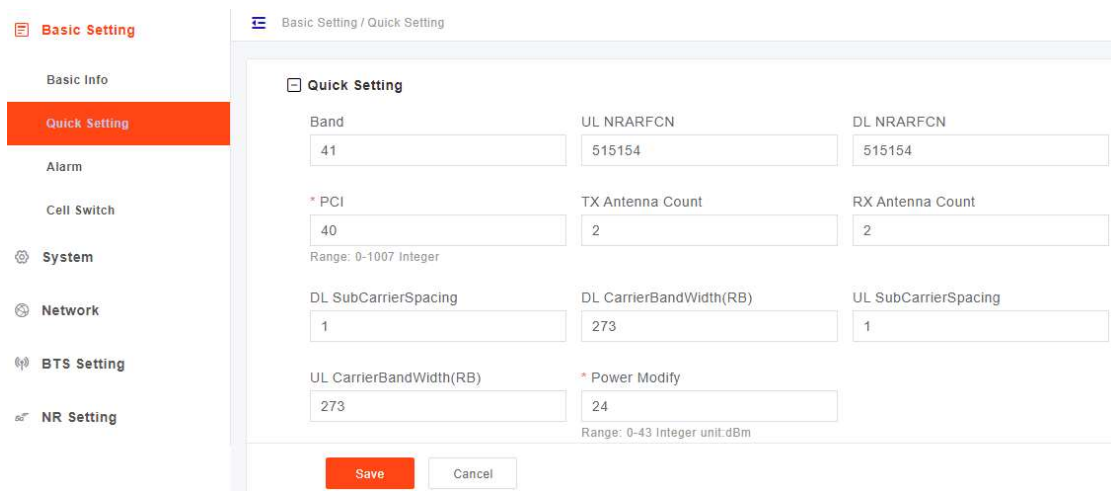 Basic Setting
Basic Info
Quick Setting
Alarm
Cell Switch
System
Network
BTS Setting
5G NR Setting
Basic Setting / Quick Setting
Quick Setting
Band
UL NRARFCN
DL NRARFCN
41
515154
515154
* PCI
TX Antenna Count
RX Antenna Count
40
2
2
Range: 0-1007 Integer
DL SubCarrierSpacing
DL CarrierBandWidth(RB)
UL SubCarrierSpacing
1
273
1
UL CarrierBandWidth(RB)
* Power Modify
273
24
Range: 0-43 Integer unit:dBm
Save
Cancel